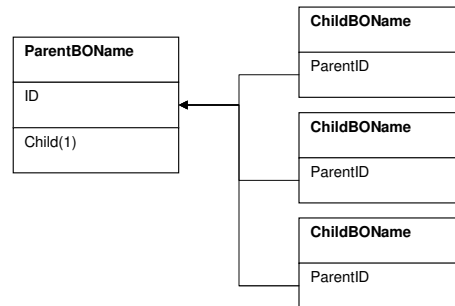 ParentBOName
ID
Child(1)
ChildBOName
ParentID
ChildBOName
ParentID
ChildBOName
ParentID